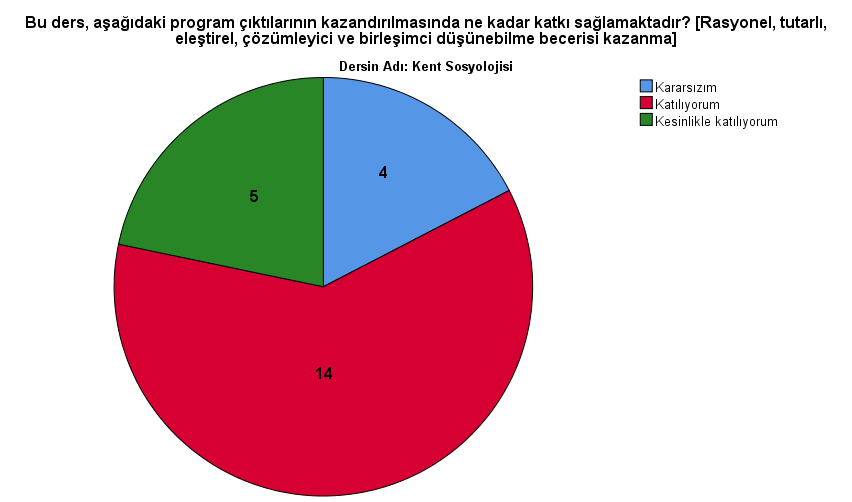 Bu ders, aşağıdaki program çıktılarının kazandırılmasında ne kadar katkı sağlamaktadır? [Rasyonel, tutarlı,
eleştirel, çözümleyici ve birleşimci düşünebilme becerisi kazanma]
Dersin Adı: Kent Sosyolojisi
Kararsızım
Katılıyorum
Kesinlikle katılıyorum
4
5
14